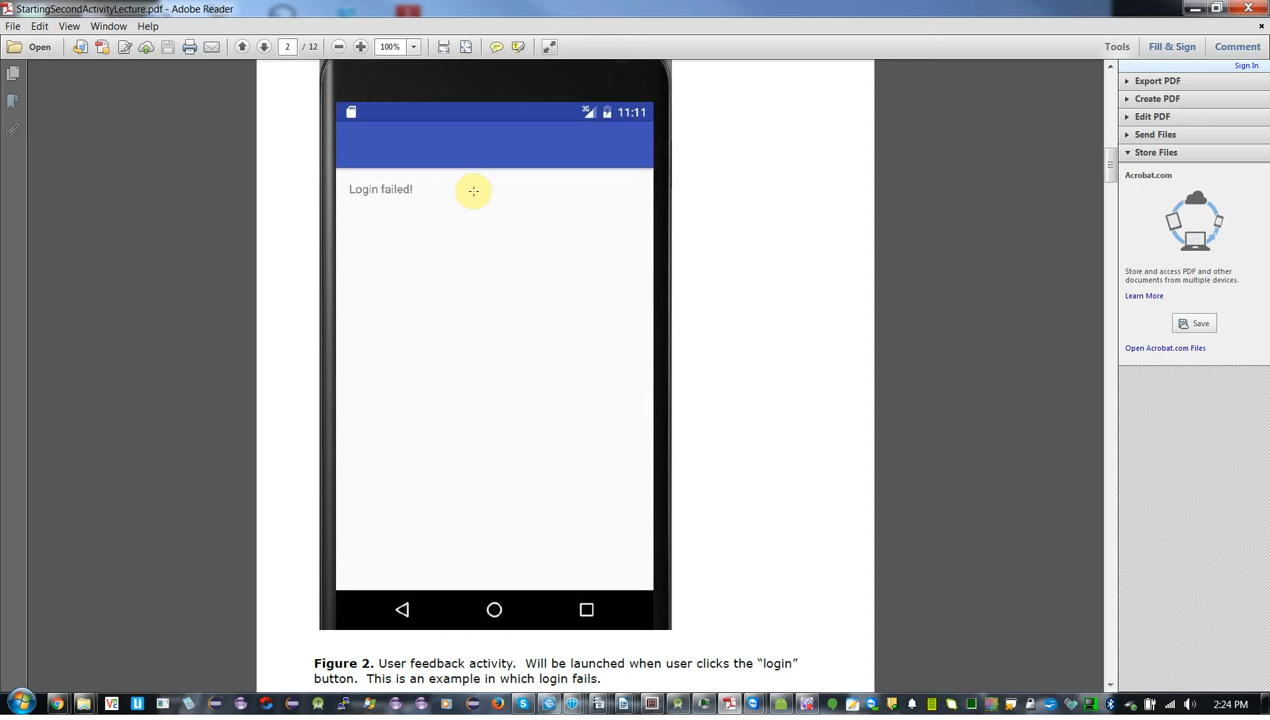 StartingSecondActivityLecture.pdf - Adobe Reader
File Edit View Window Help
Open 2 / 12 100% Tools Fill & Sign Comment
Sign In
Export PDF
Create PDF
Edit PDF
Send Files
Store Files
Acrobat.com
Store and access PDF and other
documents from multiple devices.
Learn More
Save
Open Acrobat.com Files
3G 11:11
Login failed!
Figure 2. User feedback activity. Will be launched when user clicks the “login”
button. This is an example in which login fails.
2:24 PM